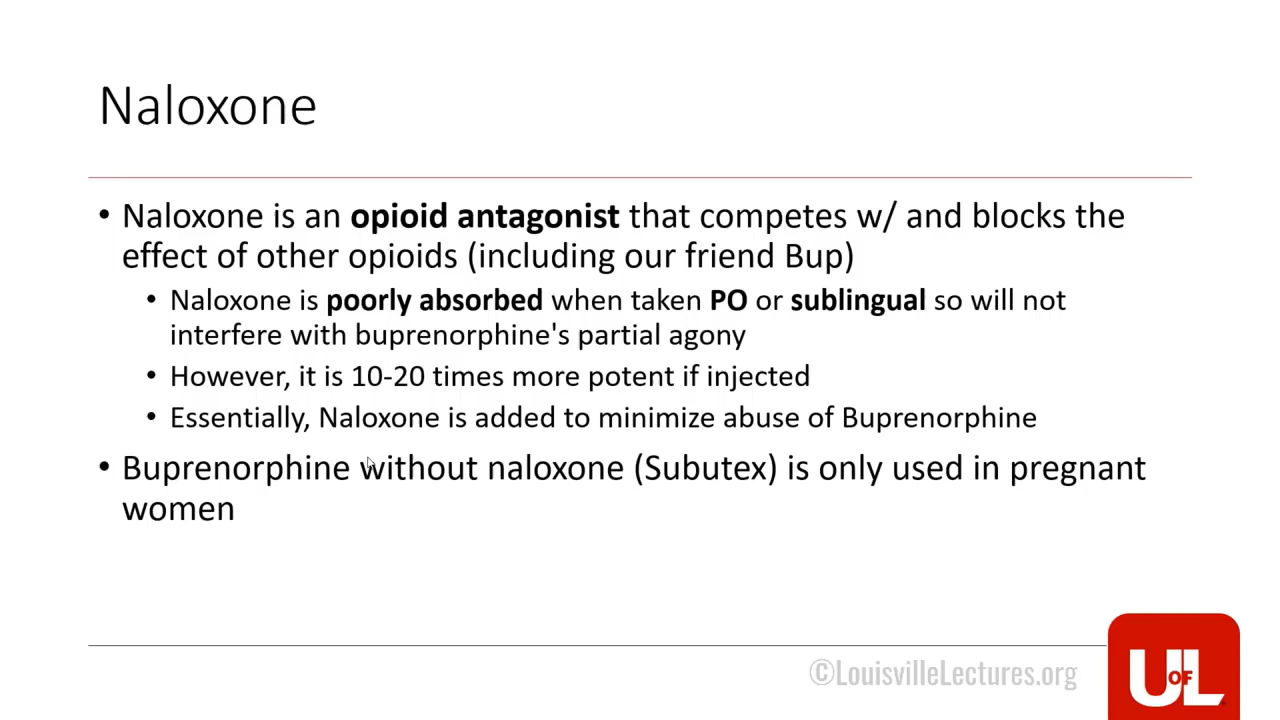 Naloxone
• Naloxone is an opioid antagonist that competes w/ and blocks the
effect of other opioids (including our friend Bup)
• Naloxone is poorly absorbed when taken PO or sublingual so will not
interfere with buprenorphine's partial agony
• However, it is 10-20 times more potent if injected
• Essentially, Naloxone is added to minimize abuse of Buprenorphine
• Buprenorphine without naloxone (Subutex) is only used in pregnant
women
©LouisvilleLectures.org
UofL